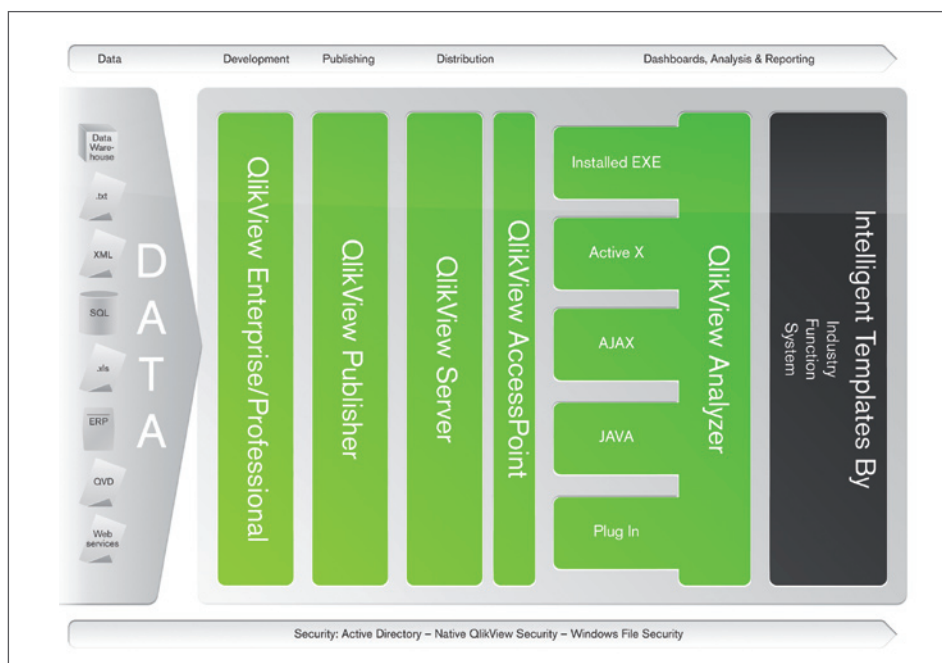 Data
Development
Publishing
Distribution
Dashboards, Analysis & Reporting
Data
Ware-
house
.txt
XML
SQL
.xls
ERP
QVD
Web
services
DATA
QlikView Enterprise/Professional
QlikView Publisher
QlikView Server
QlikView AccessPoint
Installed EXE
Active X
AJAX
JAVA
Plug In
QlikView Analyzer
Intelligent Templates By
Industry
Function
System
Security: Active Directory – Native QlikView Security – Windows File Security